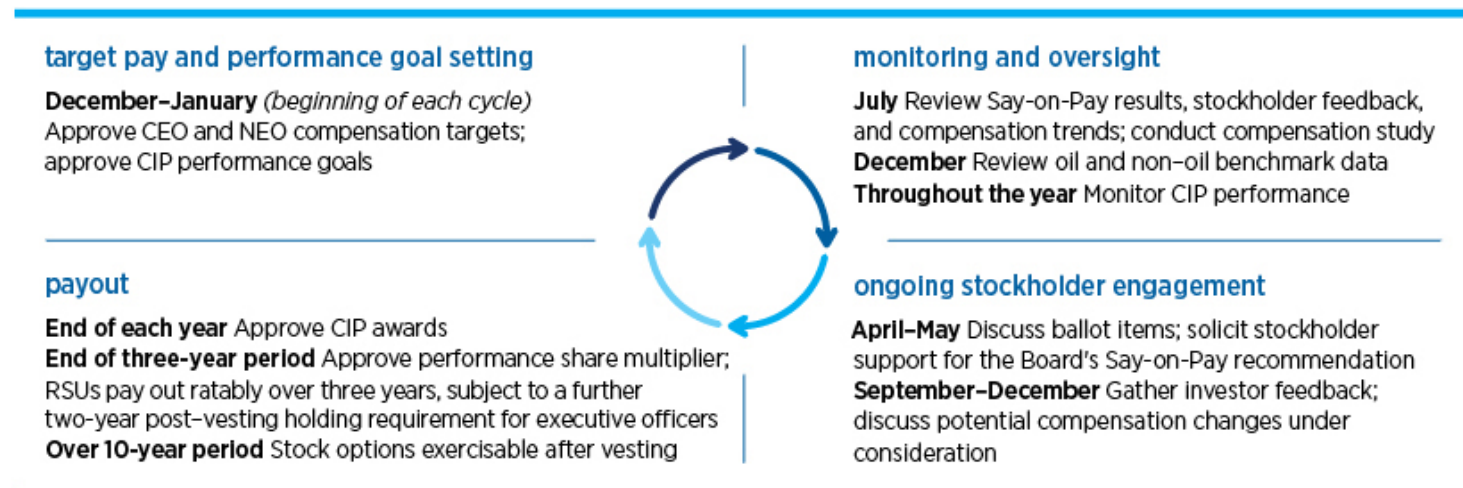 target pay and performance goal setting
December–January (beginning of each cycle)
Approve CEO and NEO compensation targets;
approve CIP performance goals
monitoring and oversight
July Review Say-on-Pay results, stockholder feedback,
and compensation trends; conduct compensation study
December Review oil and non–oil benchmark data
Throughout the year Monitor CIP performance
payout
End of each year Approve CIP awards
End of three-year period Approve performance share multiplier;
RSUs pay out ratably over three years, subject to a further
two-year post–vesting holding requirement for executive officers
Over 10-year period Stock options exercisable after vesting
ongoing stockholder engagement
April–May Discuss ballot items; solicit stockholder
support for the Board's Say-on-Pay recommendation
September–December Gather investor feedback;
discuss potential compensation changes under
consideration